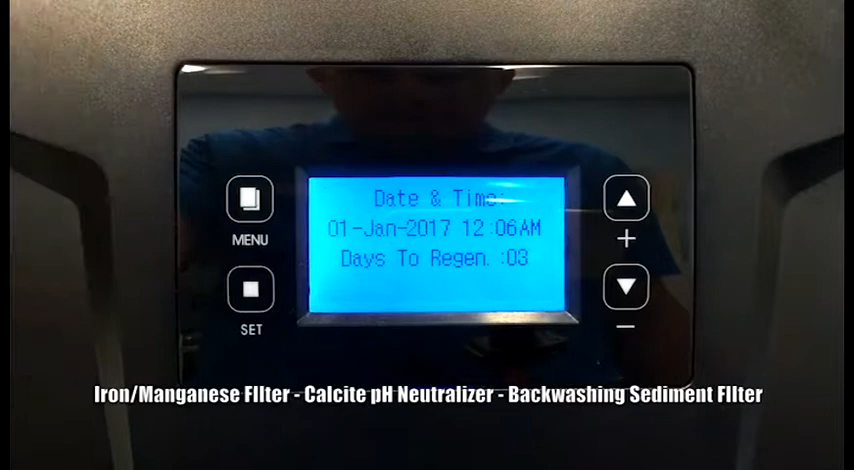 Date & Time:
01-Jan-2017 12:06AM
Days To Regen. :03
MENU
SET
+
−
Iron/Manganese FIlter - Calcite pH Neutralizer - Backwashing Sediment FIlter